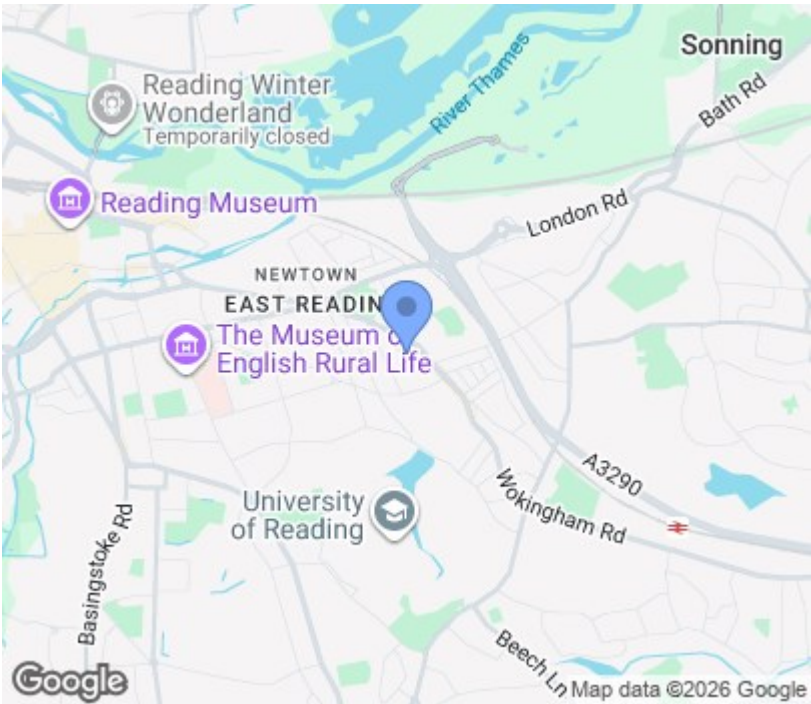 Sonning
Bath Rd
Reading Winter
Wonderland
Temporarily closed
River Thames
Reading Museum
London Rd
NEWTOWN
EAST READIN
The Museum o
English Rural Life
A3290
Wokingham Rd
University
of Reading
Basingstoke Rd
Beech Ln
Google
Map data ©2026 Google